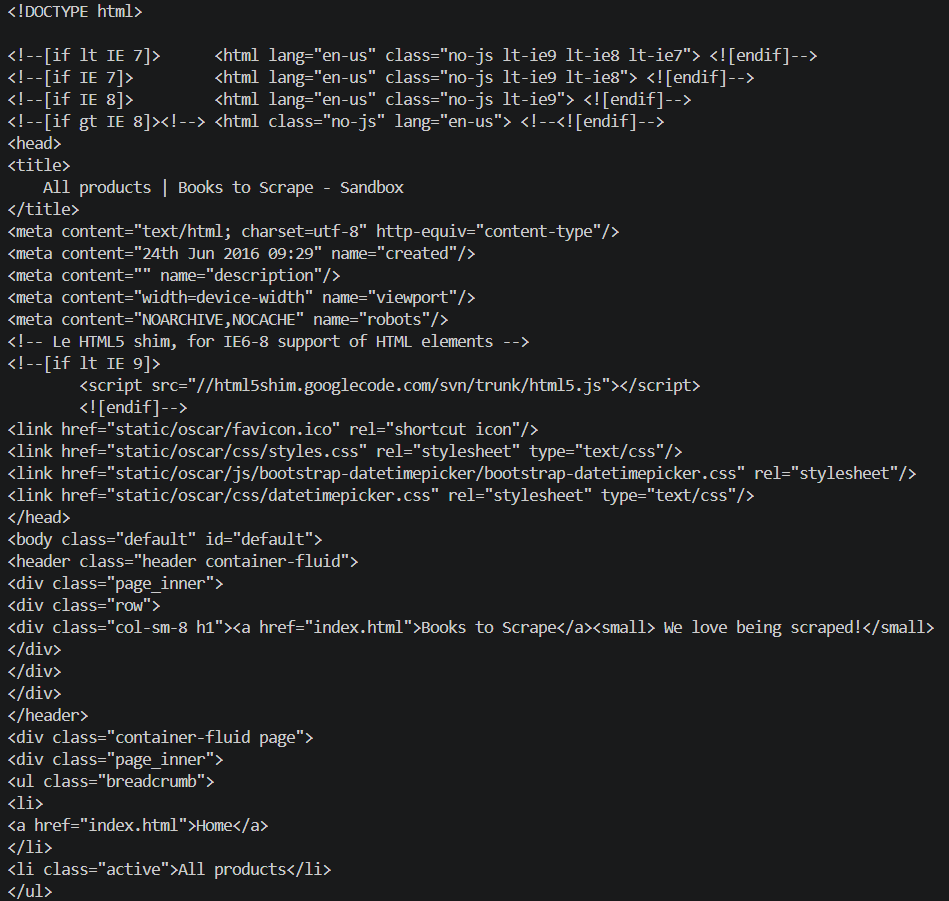 <!DOCTYPE html>
<!--[if lt IE 7]>      <html lang="en-us" class="no-js lt-ie9 lt-ie8 lt-ie7"> <![endif]-->
<!--[if IE 7]>         <html lang="en-us" class="no-js lt-ie9 lt-ie8"> <![endif]-->
<!--[if IE 8]>         <html lang="en-us" class="no-js lt-ie9"> <![endif]-->
<!--[if gt IE 8]><!--> <html class="no-js" lang="en-us"> <!--<![endif]-->
<head>
<title>
    All products | Books to Scrape - Sandbox
</title>
<meta content="text/html; charset=utf-8" http-equiv="content-type"/>
<meta content="24th Jun 2016 09:29" name="created"/>
<meta content="" name="description"/>
<meta content="width=device-width" name="viewport"/>
<meta content="NOARCHIVE,NOCACHE" name="robots"/>
<!-- Le HTML5 shim, for IE6-8 support of HTML elements -->
<!--[if lt IE 9]>
        <script src="//html5shim.googlecode.com/svn/trunk/html5.js"></script>
        <![endif]-->
<link href="static/oscar/favicon.ico" rel="shortcut icon"/>
<link href="static/oscar/css/styles.css" rel="stylesheet" type="text/css"/>
<link href="static/oscar/js/bootstrap-datetimepicker/bootstrap-datetimepicker.css" rel="stylesheet"/>
<link href="static/oscar/css/datetimepicker.css" rel="stylesheet" type="text/css"/>
</head>
<body class="default" id="default">
<header class="header container-fluid">
<div class="page_inner">
<div class="row">
<div class="col-sm-8 h1"><a href="index.html">Books to Scrape</a><small> We love being scraped!</small>
</div>
</div>
</div>
</header>
<div class="container-fluid page">
<div class="page_inner">
<ul class="breadcrumb">
<li>
<a href="index.html">Home</a>
</li>
<li class="active">All products</li>
</ul>